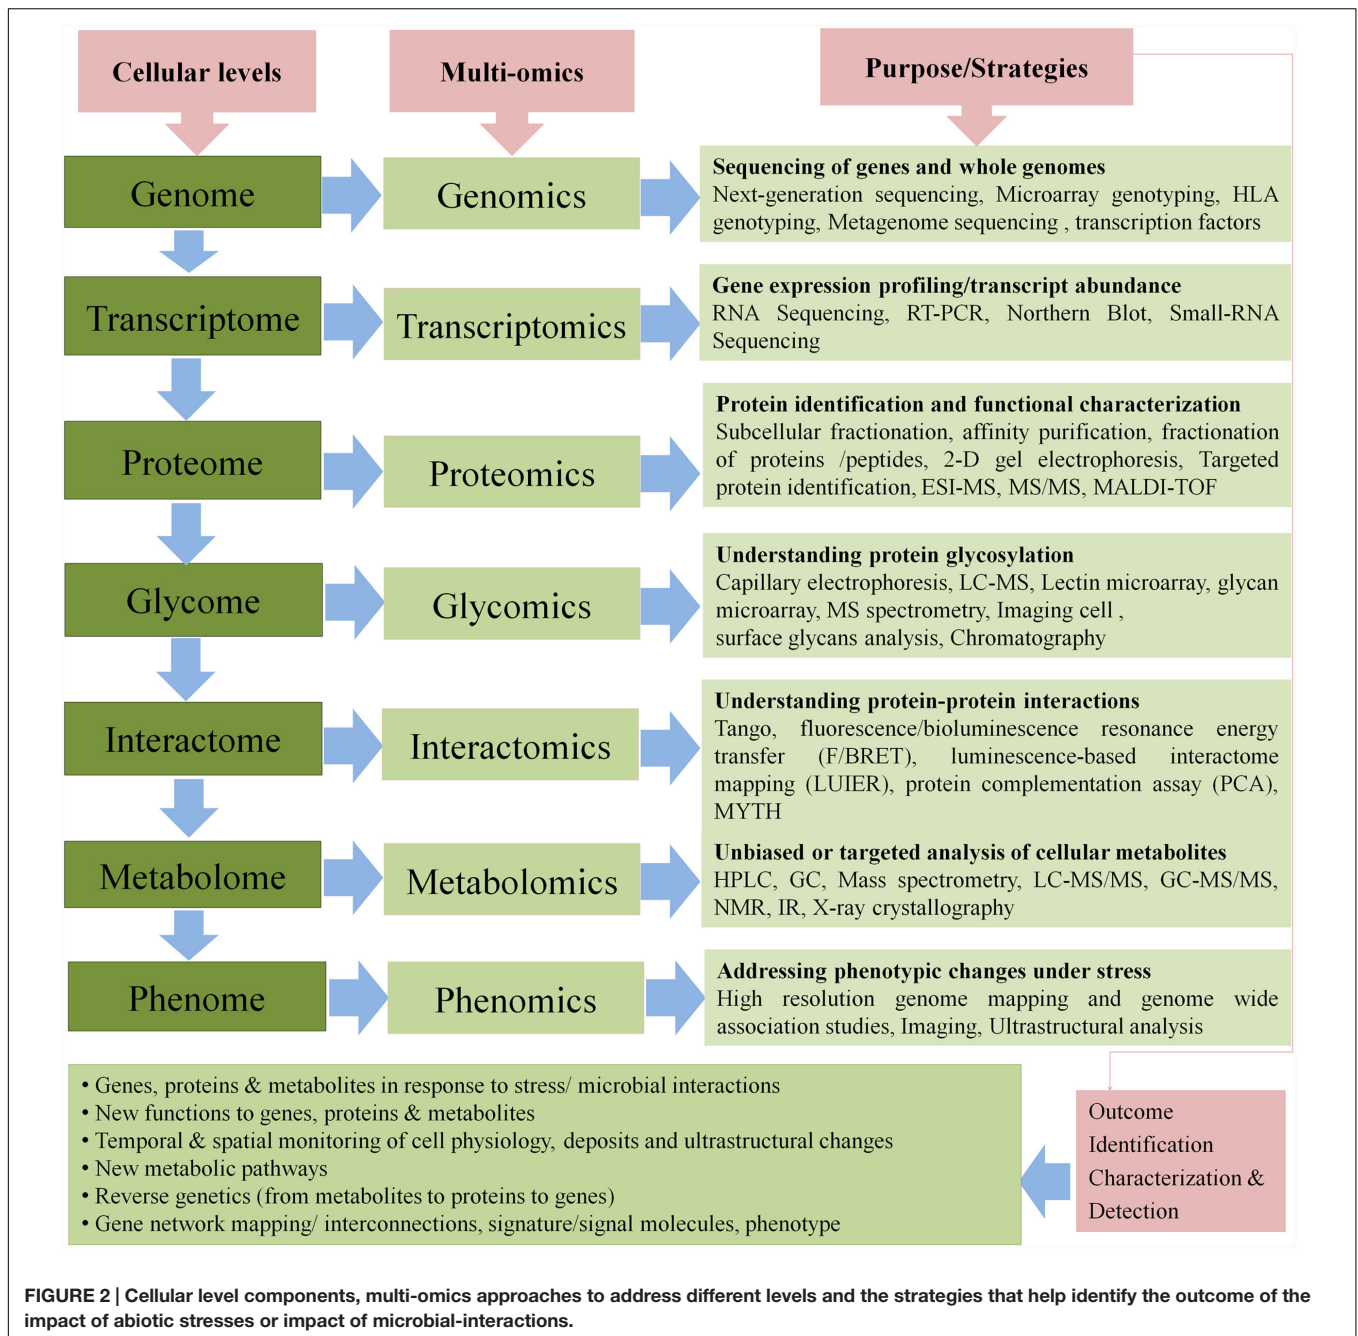 Cellular levels
Multi-omics
Purpose/Strategies
Genome
Genomics
Sequencing of genes and whole genomes
Next-generation sequencing, Microarray genotyping, HLA
genotyping, Metagenome sequencing , transcription factors
Transcriptome
Transcriptomics
Gene expression profiling/transcript abundance
RNA Sequencing, RT-PCR, Northern Blot, Small-RNA
Sequencing
Proteome
Proteomics
Protein identification and functional characterization
Subcellular fractionation, affinity purification, fractionation
of proteins /peptides, 2-D gel electrophoresis, Targeted
protein identification, ESI-MS, MS/MS, MALDI-TOF
Glycome
Glycomics
Understanding protein glycosylation
Capillary electrophoresis, LC-MS, Lectin microarray, glycan
microarray, MS spectrometry, Imaging cell ,
surface glycans analysis, Chromatography
Interactome
Interactomics
Understanding protein-protein interactions
Tango, fluorescence/bioluminescence resonance energy
transfer (F/BRET), luminescence-based interactome
mapping (LUIER), protein complementation assay (PCA),
MYTH
Metabolome
Metabolomics
Unbiased or targeted analysis of cellular metabolites
HPLC, GC, Mass spectrometry, LC-MS/MS, GC-MS/MS,
NMR, IR, X-ray crystallography
Phenome
Phenomics
Addressing phenotypic changes under stress
High resolution genome mapping and genome wide
association studies, Imaging, Ultrastructural analysis
• Genes, proteins & metabolites in response to stress/ microbial interactions
• New functions to genes, proteins & metabolites
• Temporal & spatial monitoring of cell physiology, deposits and ultrastructural changes
• New metabolic pathways
• Reverse genetics (from metabolites to proteins to genes)
• Gene network mapping/ interconnections, signature/signal molecules, phenotype
Outcome
Identification
Characterization &
Detection
FIGURE 2 | Cellular level components, multi-omics approaches to address different levels and the strategies that help identify the outcome of the
impact of abiotic stresses or impact of microbial-interactions.